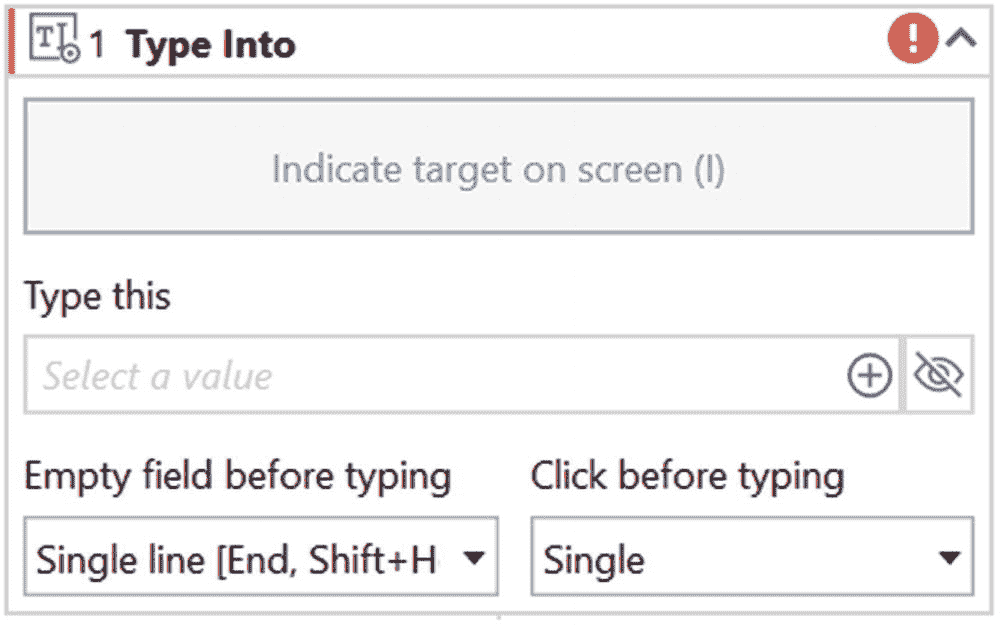 1 Type Into
Indicate target on screen (I)
Type this
Select a value
Empty field before typing
Click before typing
Single line [End, Shift+H
Single